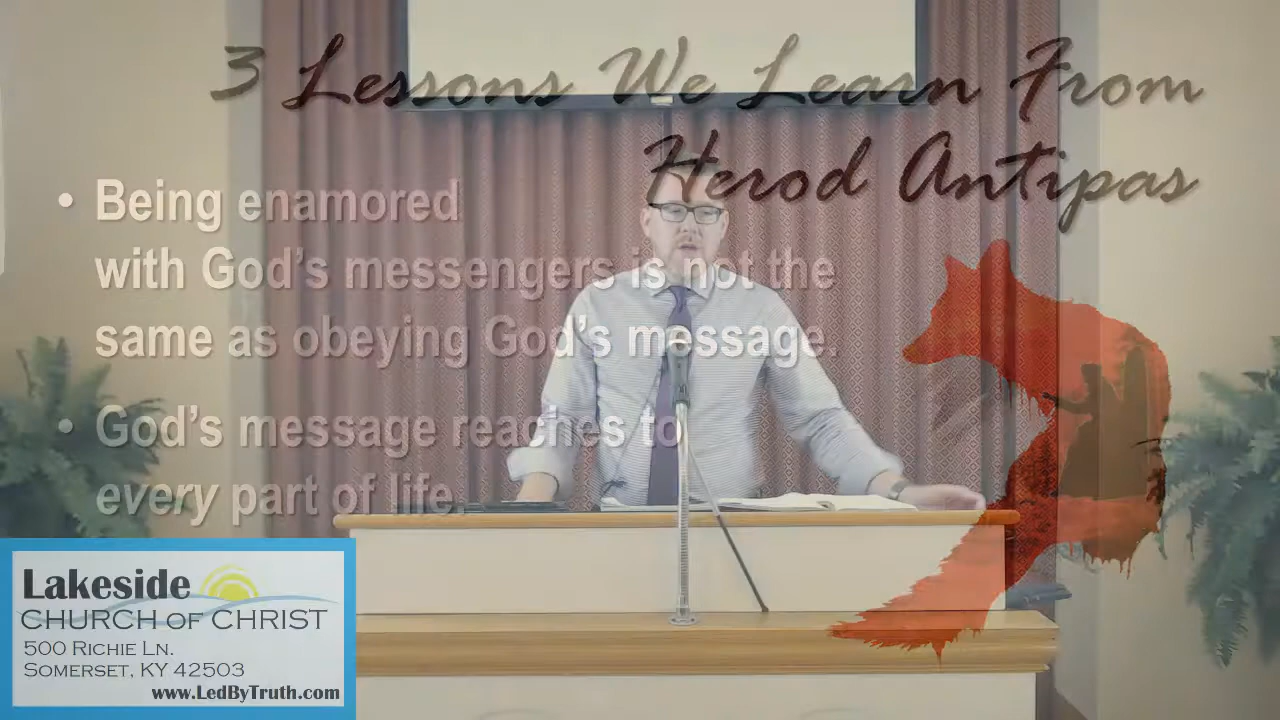 3 Lessons We Learn From
Herod Antipas
• Being enamored
with God's messengers is not the
same as obeying God's message.
• God's message reaches to
every part of life.
Lakeside
CHURCH OF CHRIST
500 RICHIE LN.
SOMERSET, KY 42503
www.LedByTruth.com